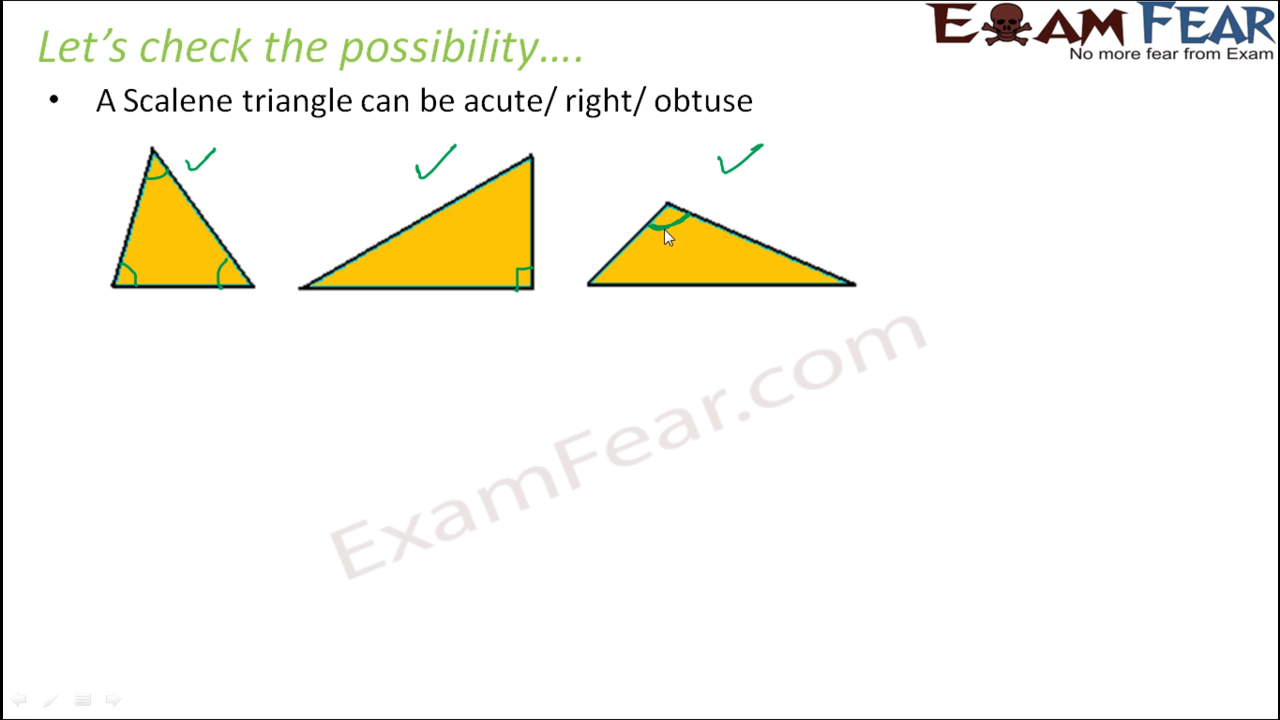 Let's check the possibility....
EXAM FEAR
No more fear from Exam
• A Scalene triangle can be acute/ right/ obtuse
ExamFear.com